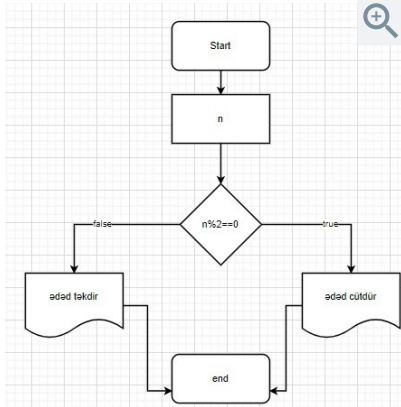 Start
n
n%2==0
false
true
ədəd təkdir
ədəd cütdür
end